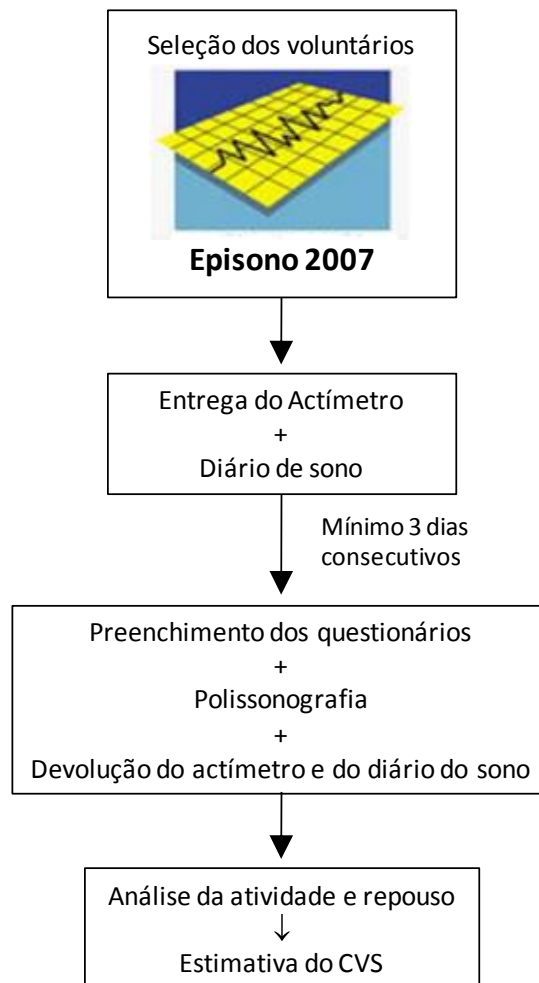 Seleção dos voluntários
Episono 2007
Entrega do Actímetro
+
Diário de sono
Mínimo 3 dias
consecutivos
Preenchimento dos questionários
+
Polissonografia
+
Devolução do actímetro e do diário do sono
Análise da atividade e repouso
↓
Estimativa do CVS